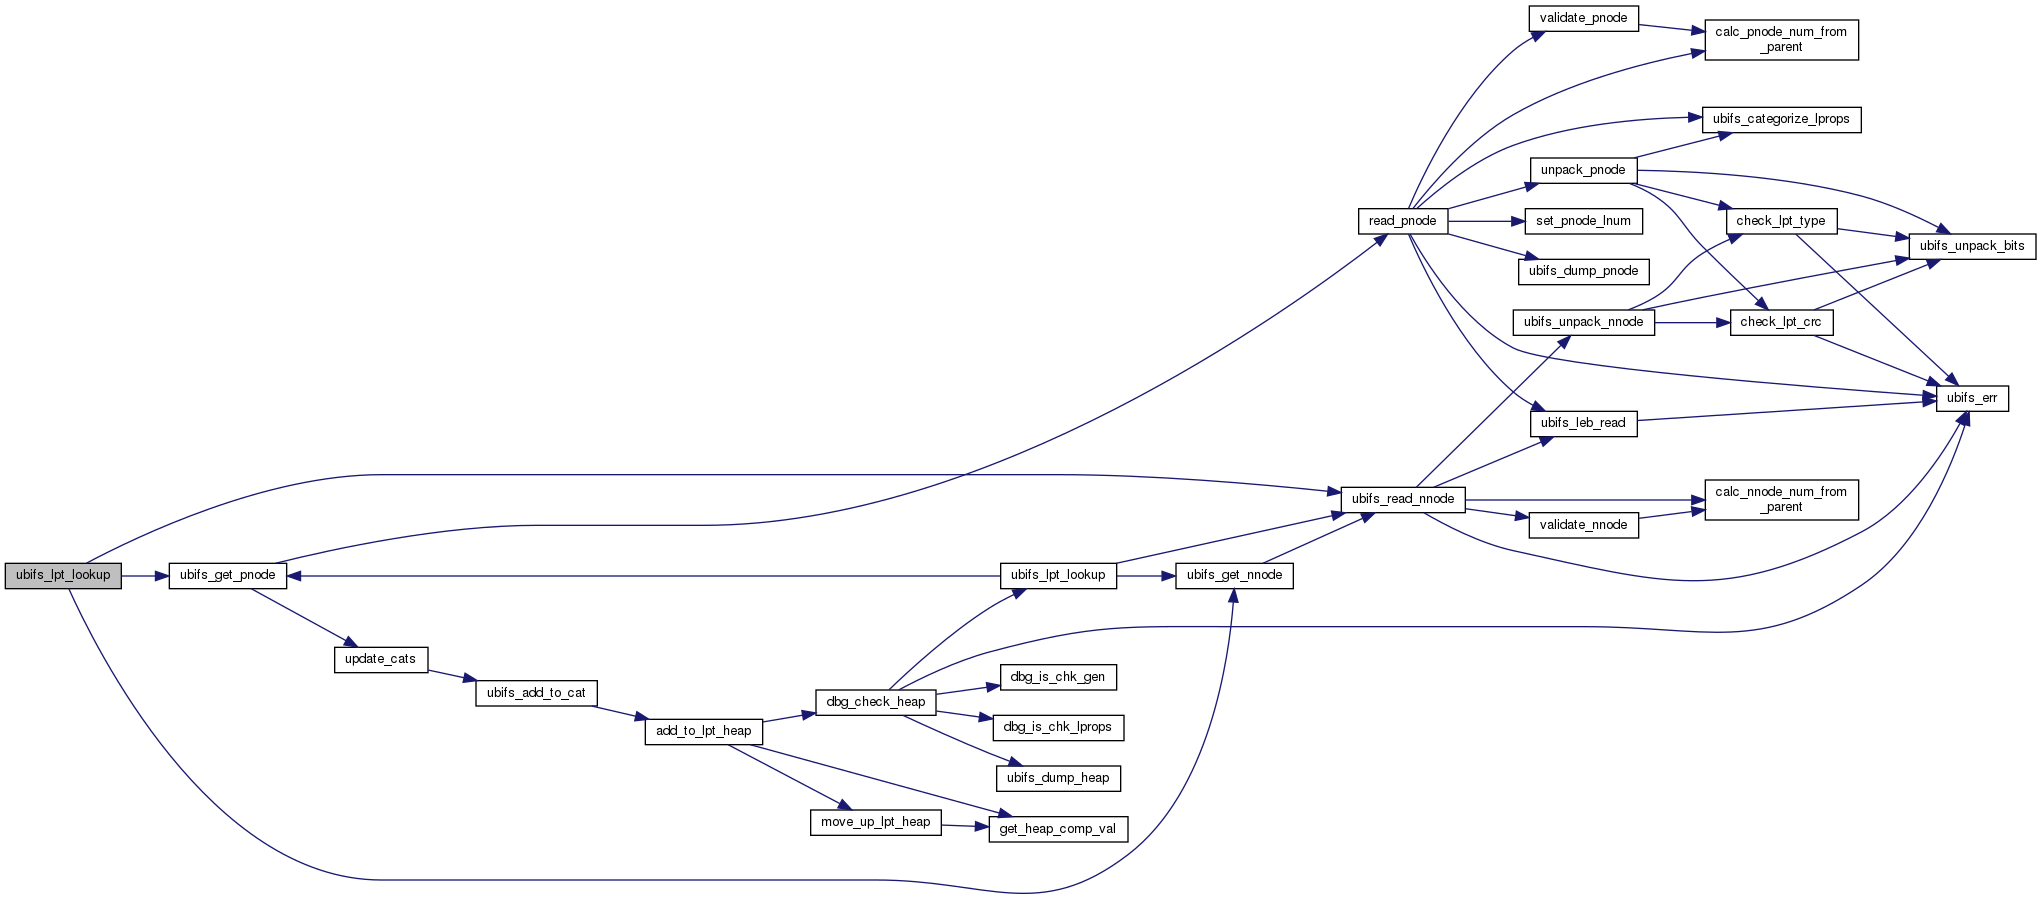 validate_pnode
calc_pnode_num_from
_parent
ubifs_categorize_lprops
unpack_pnode
read_pnode
set_pnode_lnum
check_lpt_type
ubifs_unpack_bits
ubifs_dump_pnode
ubifs_unpack_nnode
check_lpt_crc
ubifs_err
ubifs_leb_read
ubifs_read_nnode
calc_nnode_num_from
_parent
validate_nnode
ubifs_lpt_lookup
ubifs_get_pnode
ubifs_lpt_lookup
ubifs_get_nnode
update_cats
ubifs_add_to_cat
dbg_is_chk_gen
dbg_check_heap
add_to_lpt_heap
dbg_is_chk_lprops
ubifs_dump_heap
move_up_lpt_heap
get_heap_comp_val